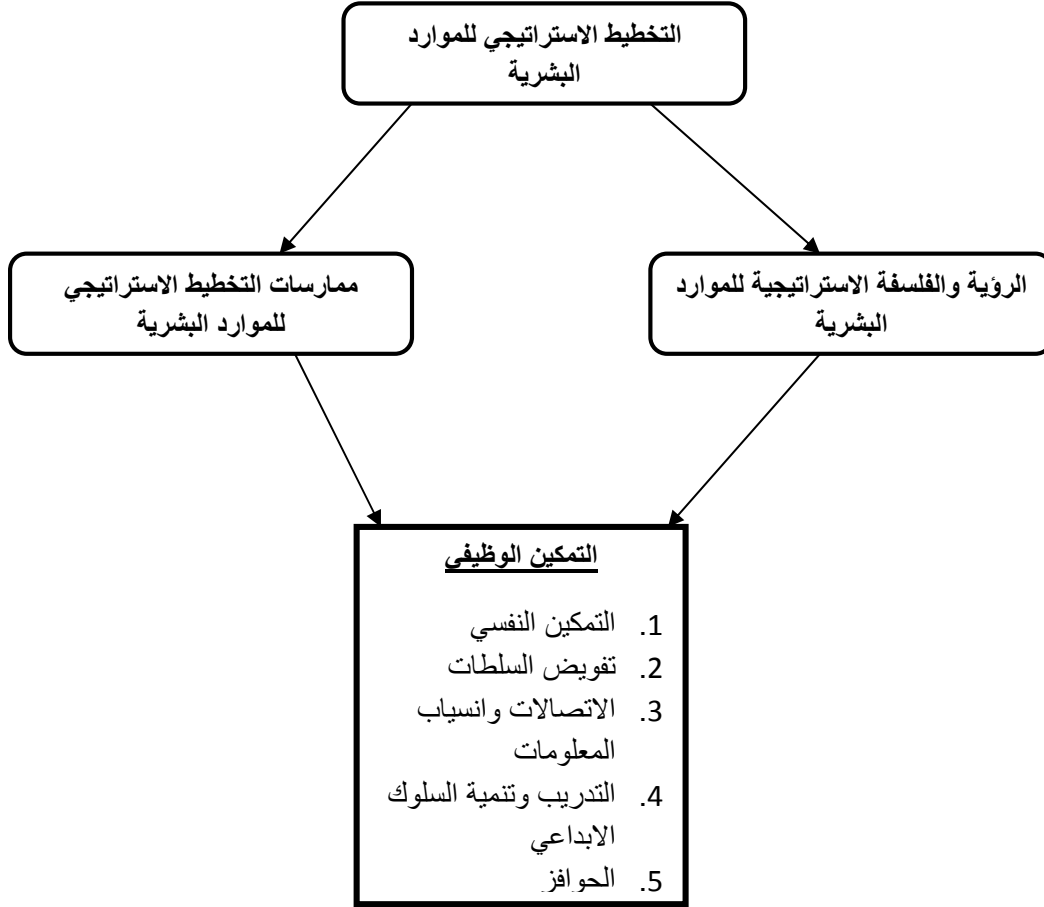 التخطيط الاستراتيجي للموارد
البشرية
الرؤية والفلسفة الاستراتيجية للموارد
البشرية
ممارسات التخطيط الاستراتيجي
للموارد البشرية
التمكين الوظيفي
1. التمكين النفسي
2. تفويض السلطات
3. الاتصالات وانسياب
المعلومات
4. التدريب وتنمية السلوك
الابداعي
5. الحوافز